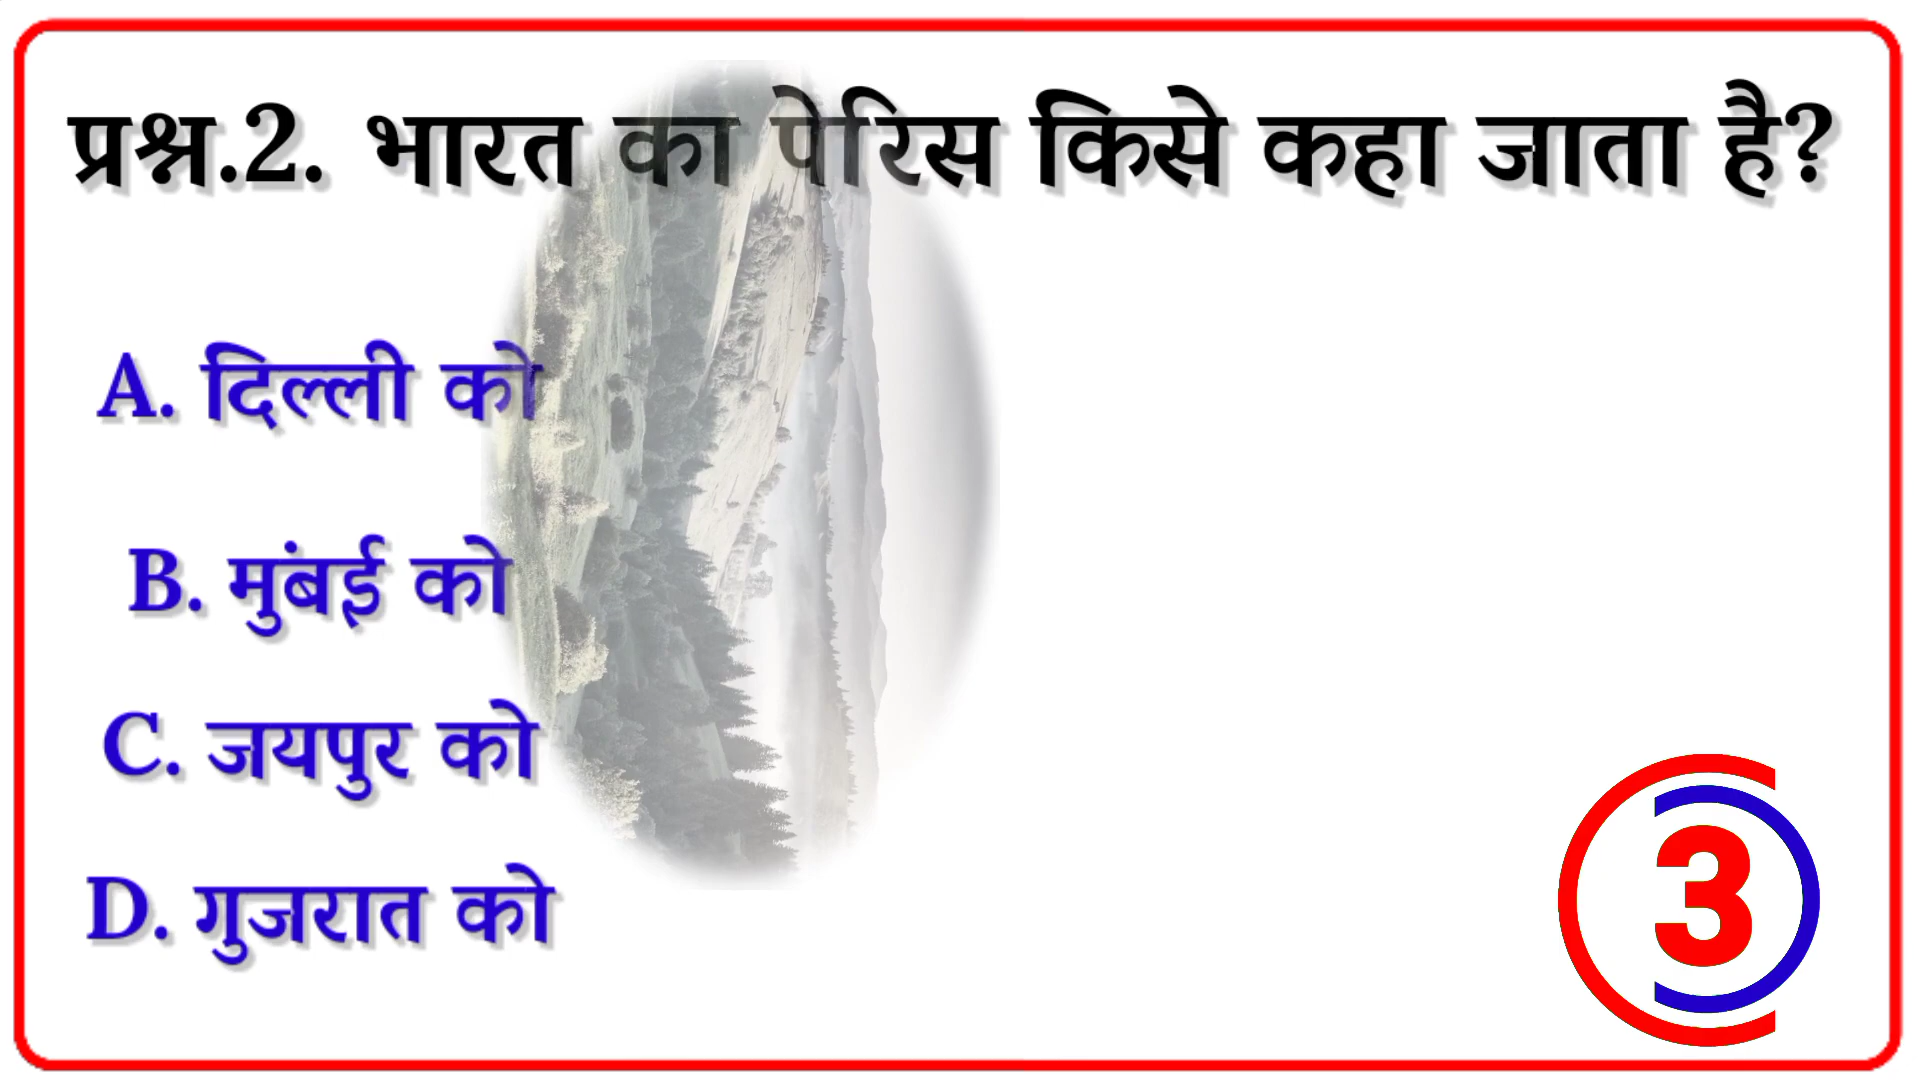 प्रश्न.2. भारत का पेरिस किसे कहा जाता है?
A. दिल्ली को
B. मुंबई को
C. जयपुर को
D. गुजरात को
3